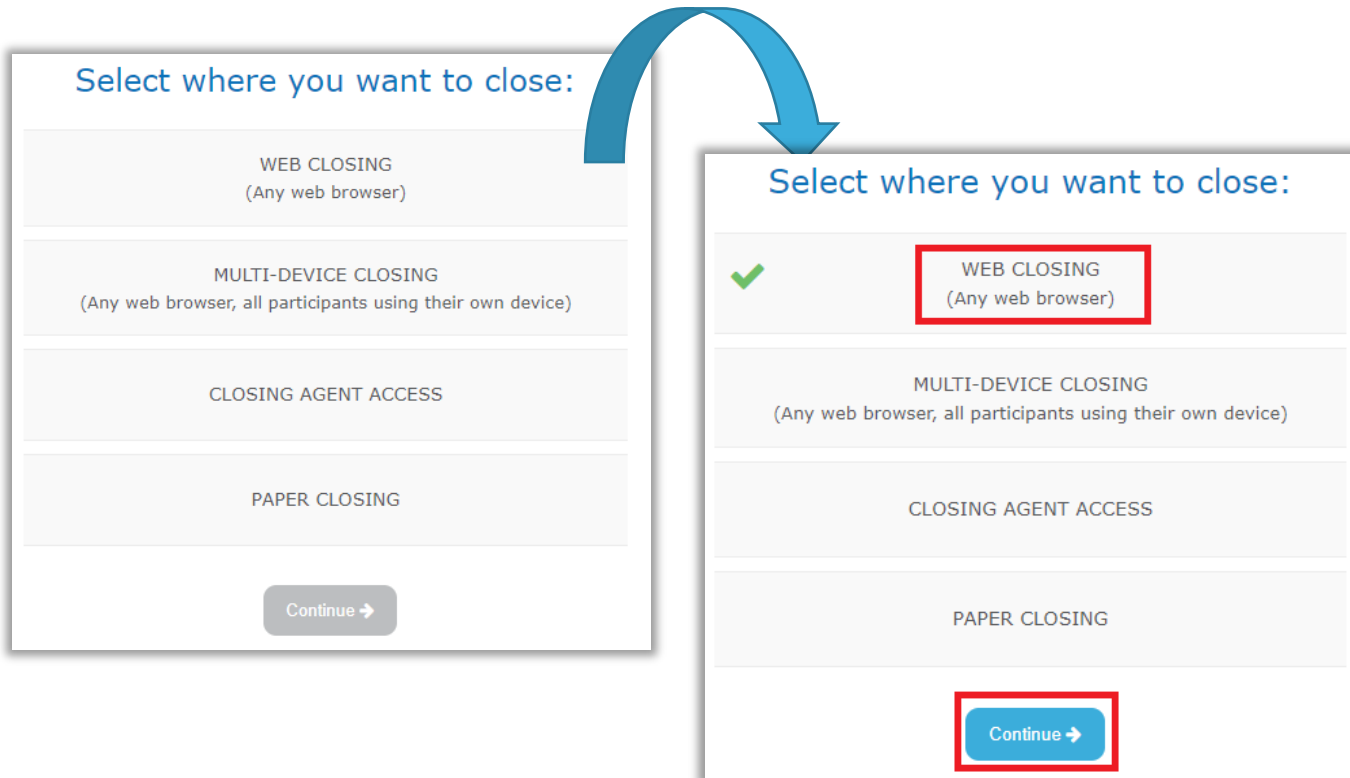 Select where you want to close:
WEB CLOSING
(Any web browser)
MULTI-DEVICE CLOSING
(Any web browser, all participants using their own device)
CLOSING AGENT ACCESS
PAPER CLOSING
Continue
Select where you want to close:
WEB CLOSING
(Any web browser)
MULTI-DEVICE CLOSING
(Any web browser, all participants using their own device)
CLOSING AGENT ACCESS
PAPER CLOSING
Continue